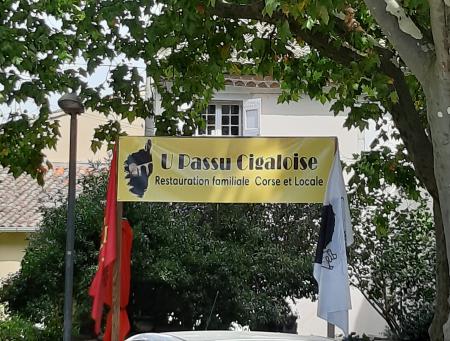 U Passu Cigaloise
Restauration familiale Corse et Locale